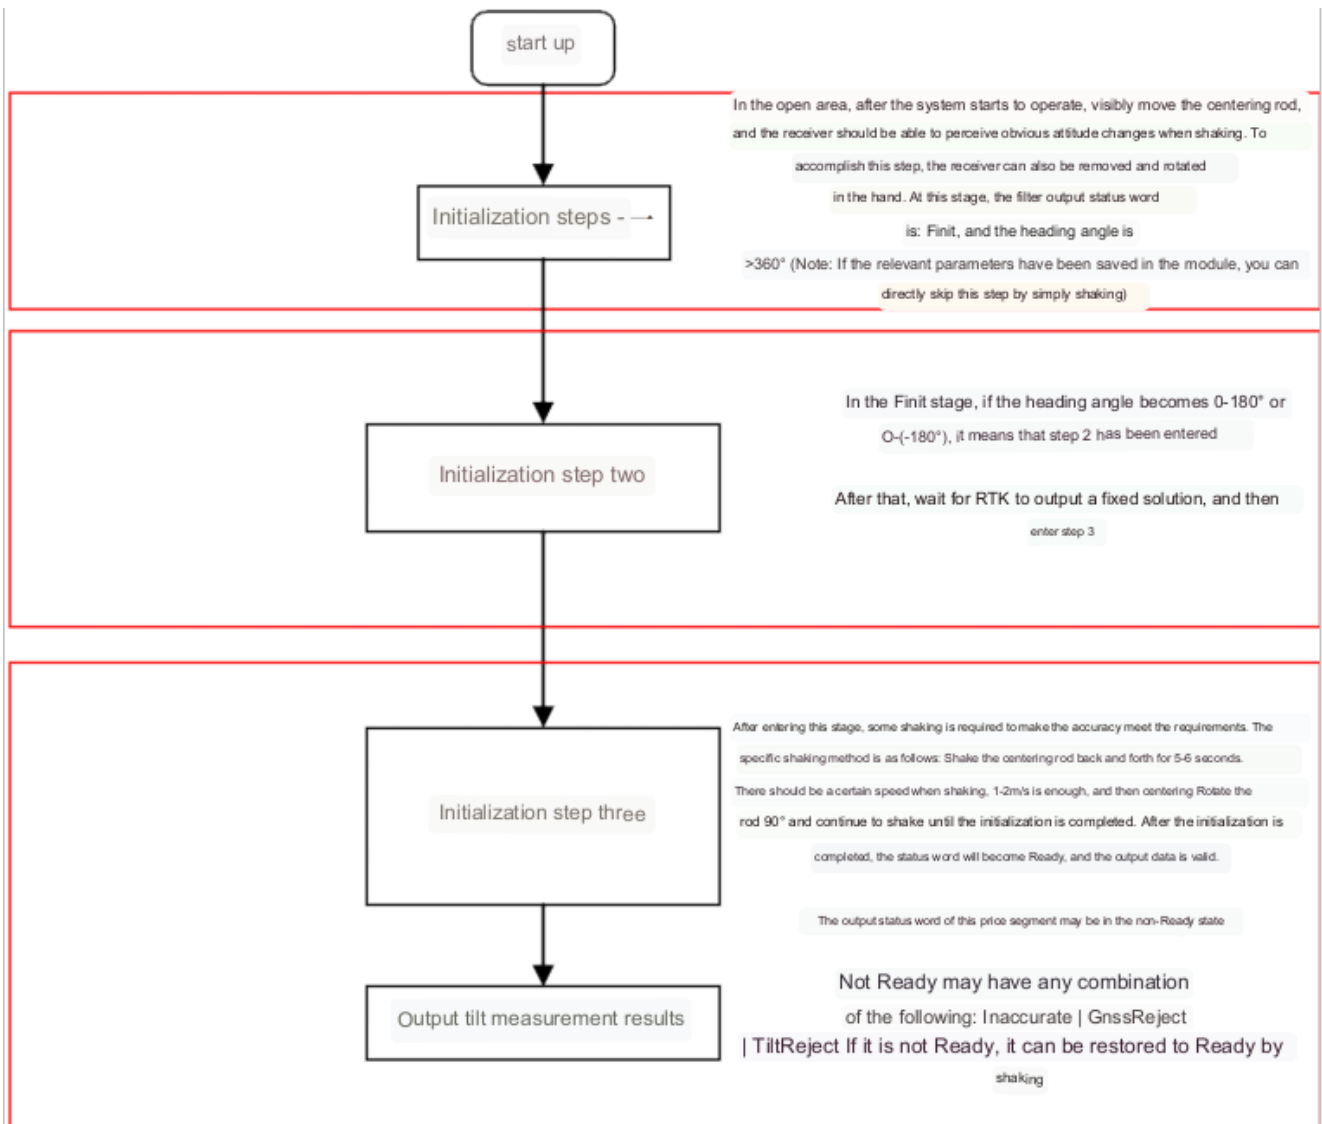 start up
In the open area, after the system starts to operate, visibly move the centering rod,
and the receiver should be able to perceive obvious attitude changes when shaking. To
accomplish this step, the receiver can also be removed and rotated
in the hand. At this stage, the filter output status word
is: Finit, and the heading angle is
>360° (Note: If the relevant parameters have been saved in the module, you can
directly skip this step by simply shaking)
Initialization steps - 一
In the Finit stage, if the heading angle becomes 0-180° or
O-(-180°), it means that step 2 has been entered
After that, wait for RTK to output a fixed solution, and then
enter step 3
Initialization step two
After entering this stage, some shaking is required to make the accuracy meet the requirements. The
specific shaking method is as follows: Shake the centering rod back and forth for 5-6 seconds.
There should be a certain speed when shaking, 1-2m/s is enough, and then centering Rotate the
rod 90° and continue to shake until the initialization is completed. After the initialization is
completed, the status word will become Ready, and the output data is valid.
Initialization step three
The output status word of this price segment may be in the non-Ready state
Not Ready may have any combination
of the following: Inaccurate | GnssReject
| TiltReject If it is not Ready, it can be restored to Ready by
shaking
Output tilt measurement results